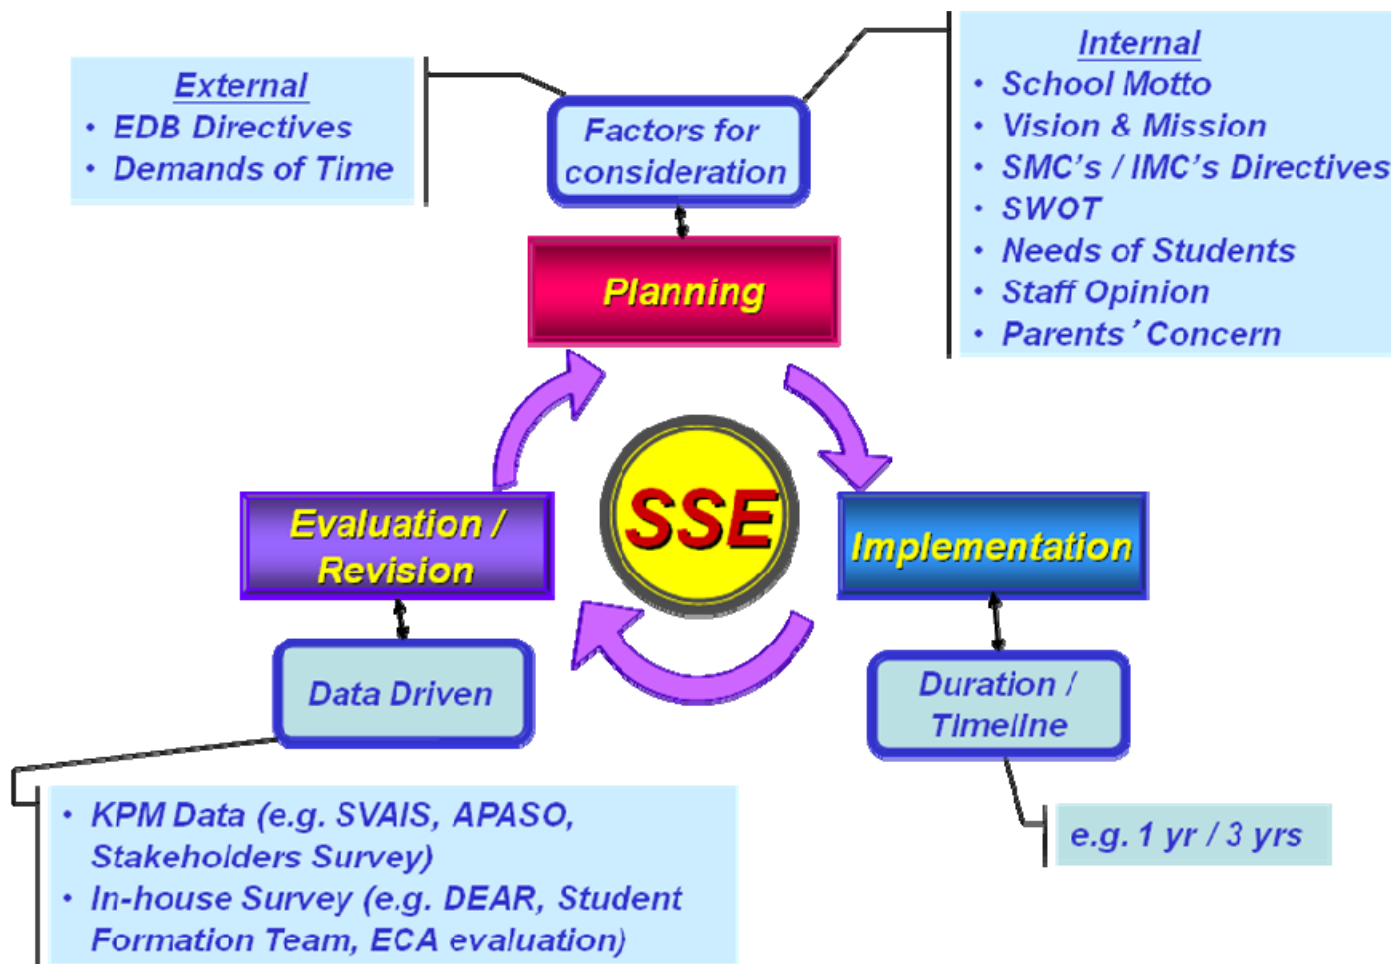 External
• EDB Directives
• Demands of Time
Factors for
consideration
Internal
• School Motto
• Vision & Mission
• SMC's / IMC's Directives
• SWOT
• Needs of Students
• Staff Opinion
• Parents' Concern
Planning
SSE
Evaluation /
Revision
Implementation
Data Driven
Duration /
Timeline
• KPM Data (e.g. SVAIS, APASO,
Stakeholders Survey)
• In-house Survey (e.g. DEAR, Student
Formation Team, ECA evaluation)
e.g. 1 yr / 3 yrs